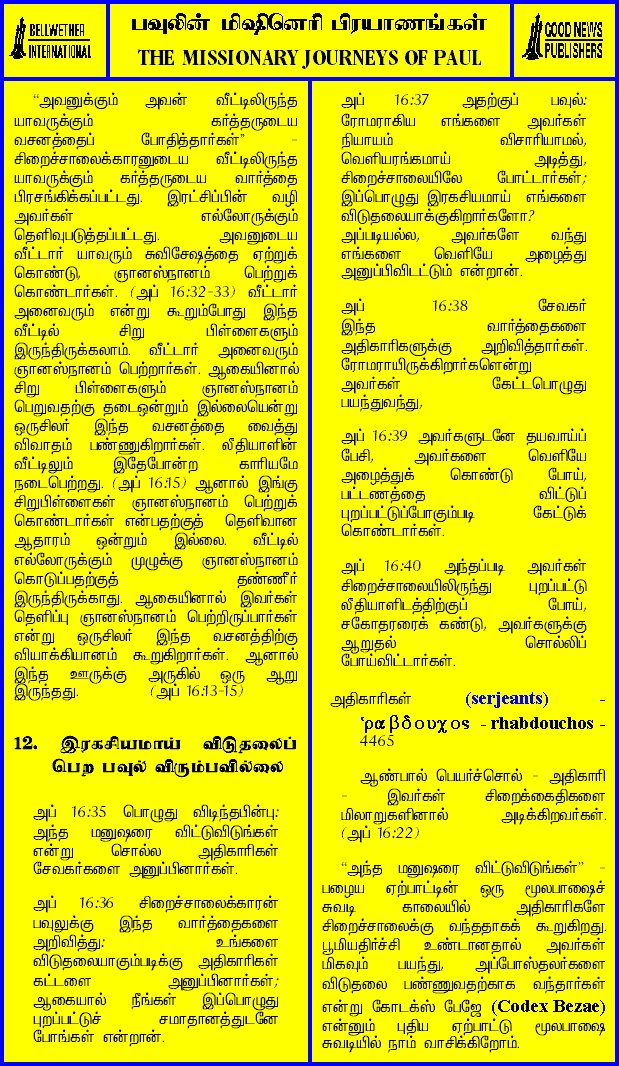 BELLWETHER
INTERNATIONAL
பவுலின் மிஷினெரி பிரயாணங்கள்
THE MISSIONARY JOURNEYS OF PAUL
GOOD NEWS
PUBLISHERS
“அவனுக்கும் அவன் வீட்டிலிருந்த
யாவருக்கும் கர்த்தருடைய
வசனத்தைப் போதித்தார்கள்” -
சிறைச்சாலைக்காரனுடைய வீட்டிலிருந்த
யாவருக்கும் கர்த்தருடைய வார்த்தை
பிரசங்கிக்கப்பட்டது. இரட்சிப்பின் வழி
அவர்கள் எல்லோருக்கும்
தெளிவுபடுத்தப்பட்டது. அவனுடைய
வீட்டார் யாவரும் சுவிசேஷத்தை ஏற்றுக்
கொண்டு, ஞானஸ்நானம் பெற்றுக்
கொண்டார்கள். (அப் 16:32-33) வீட்டார்
அனைவரும் என்று கூறும்போது இந்த
வீட்டில் சிறு பிள்ளைகளும்
இருந்திருக்கலாம். வீட்டார் அனைவரும்
ஞானஸ்நானம் பெற்றார்கள். ஆகையினால்
சிறு பிள்ளைகளும் ஞானஸ்நானம்
பெறுவதற்கு தடைஒன்றும் இல்லையென்று
ஒருசிலர் இந்த வசனத்தை வைத்து
விவாதம் பண்ணுகிறார்கள். லீதியாளின்
வீட்டிலும் இதேபோன்ற காரியமே
நடைபெற்றது. (அப் 16:15) ஆனால் இங்கு
சிறுபிள்ளைகள் ஞானஸ்நானம் பெற்றுக்
கொண்டார்கள் என்பதற்குத் தெளிவான
ஆதாரம் ஒன்றும் இல்லை. வீட்டில்
எல்லோருக்கும் முழுக்கு ஞானஸ்நானம்
கொடுப்பதற்குத் தண்ணீர்
இருந்திருக்காது. ஆகையினால் இவர்கள்
தெளிப்பு ஞானஸ்நானம் பெற்றிருப்பார்கள்
என்று ஒருசிலர் இந்த வசனத்திற்கு
வியாக்கியானம் கூறுகிறார்கள். ஆனால்
இந்த ஊருக்கு அருகில் ஒரு ஆறு
இருந்தது. (அப் 16:13-15)
12. இரகசியமாய் விடுதலைப்
பெற பவுல் விரும்பவில்லை
அப் 16:35 பொழுது விடிந்தபின்பு:
அந்த மனுஷரை விட்டுவிடுங்கள்
என்று சொல்ல அதிகாரிகள்
சேவகர்களை அனுப்பினார்கள்.
அப் 16:36 சிறைச்சாலைக்காரன்
பவுலுக்கு இந்த வார்த்தைகளை
அறிவித்து: உங்களை
விடுதலையாகும்படிக்கு அதிகாரிகள்
கட்டளை அனுப்பினார்கள்;
ஆகையால் நீங்கள் இப்பொழுது
புறப்பட்டுச் சமாதானத்துடனே
போங்கள் என்றான்.
அப் 16:37 அதற்குப் பவுல்:
ரோமராகிய எங்களை அவர்கள்
நியாயம் விசாரியாமல்,
வெளியரங்கமாய் அடித்து,
சிறைச்சாலையிலே போட்டார்கள்;
இப்பொழுது இரகசியமாய் எங்களை
விடுதலையாக்குகிறார்களோ?
அப்படியல்ல, அவர்களே வந்து
எங்களை வெளியே அழைத்து
அனுப்பிவிடட்டும் என்றான்.
அப் 16:38 சேவகர்
இந்த வார்த்தைகளை
அதிகாரிகளுக்கு அறிவித்தார்கள்.
ரோமராயிருக்கிறார்களென்று
அவர்கள் கேட்டபொழுது
பயந்துவந்து,
அப் 16:39 அவர்களுடனே தயவாய்ப்
பேசி, அவர்களை வெளியே
அழைத்துக் கொண்டு போய்,
பட்டணத்தை விட்டுப்
புறப்பட்டுப்போகும்படி கேட்டுக்
கொண்டார்கள்.
அப் 16:40 அந்தப்படி அவர்கள்
சிறைச்சாலையிலிருந்து புறப்பட்டு
லீதியாளிடத்திற்குப் போய்,
சகோதரரைக் கண்டு, அவர்களுக்கு
ஆறுதல் சொல்லிப்
போய்விட்டார்கள்.
அதிகாரிகள் (serjeants) -
ῥαβδουχος - rhabdouchos -
4465
ஆண்பால் பெயர்ச்சொல் - அதிகாரி
- இவர்கள் சிறைக்கைதிகளை
மிலாறுகளினால் அடிக்கிறவர்கள்.
(அப் 16:22)
“அந்த மனுஷரை விட்டுவிடுங்கள்” -
பழைய ஏற்பாட்டின் ஒரு மூலபாஷைச்
சுவடி காலையில் அதிகாரிகளே
சிறைச்சாலைக்கு வந்ததாகக் கூறுகிறது.
பூமியதிர்ச்சி உண்டானதால் அவர்கள்
மிகவும் பயந்து, அப்போஸ்தலர்களை
விடுதலை பண்ணுவதற்காக வந்தார்கள்
என்று கோடக்ஸ் பேஜே (Codex Bezae)
என்னும் புதிய ஏற்பாட்டு மூலபாஷை
சுவடியில் நாம் வாசிக்கிறோம்.